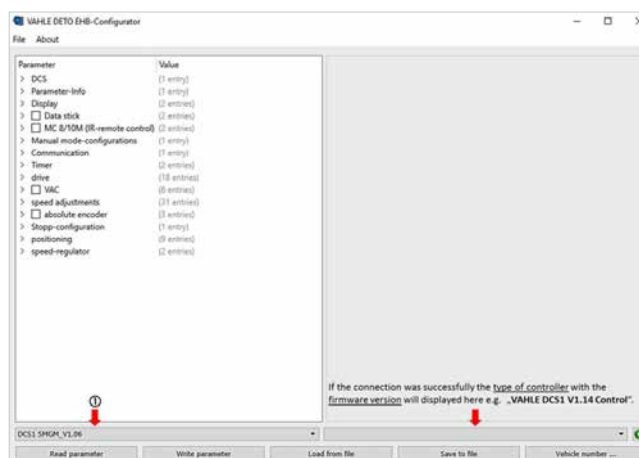 VAHLE DETO EHB-Configurator
File About
Parameter Value
DCS (1 entry)
Parameter-Info (1 entry)
Display (2 entries)
Data stick (2 entries)
MC 8/10M (IR-remote control) (2 entries)
Manual mode-configurations (1 entry)
Communication (1 entry)
Timer (2 entries)
drive (18 entries)
VAC (6 entries)
speed adjustments (31 entries)
absolute encoder (3 entries)
Stopp-configuration (1 entry)
positioning (9 entries)
speed-regulator (2 entries)
If the connection was successfully the type of controller with the
firmware version will displayed here e.g. „VAHLE DCS1 V1.14 Control".
①
DCS1 SMGM_V1.06
Read parameter Write parameter Load from file Save to file Vehicle number ...